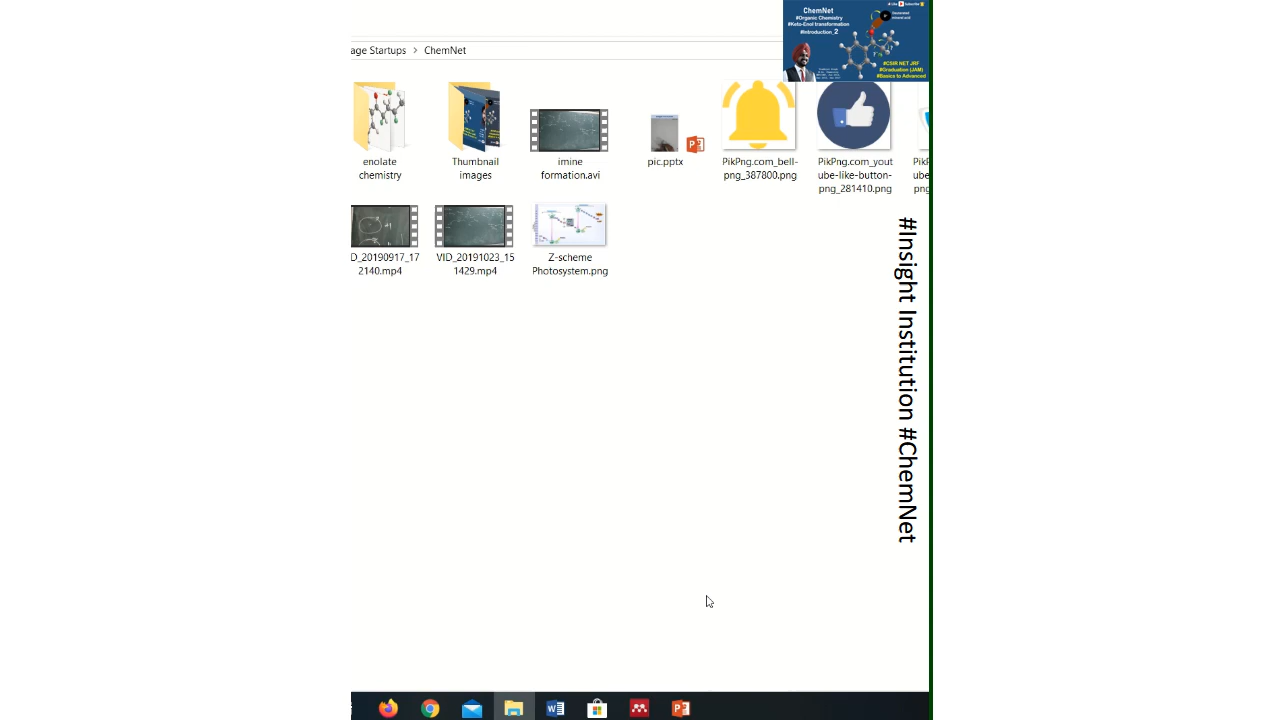 age Startups > ChemNet
ChemNet
#Organic Chemistry
#Keto-Enol transformation
#Introduction_2
#CSIR NET JRF
#Graduation (JAM)
#Basics to Advanced
enolate
chemistry
Thumbnail
images
imine
formation.avi
pic.pptx
PikPng.com_bell-
png_387800.png
PikPng.com_yout
ube-like-button-
png_281410.png
D_20190917_17
2140.mp4
VID_20191023_15
1429.mp4
Z-scheme
Photosystem.png
#Insight Institution #ChemNet